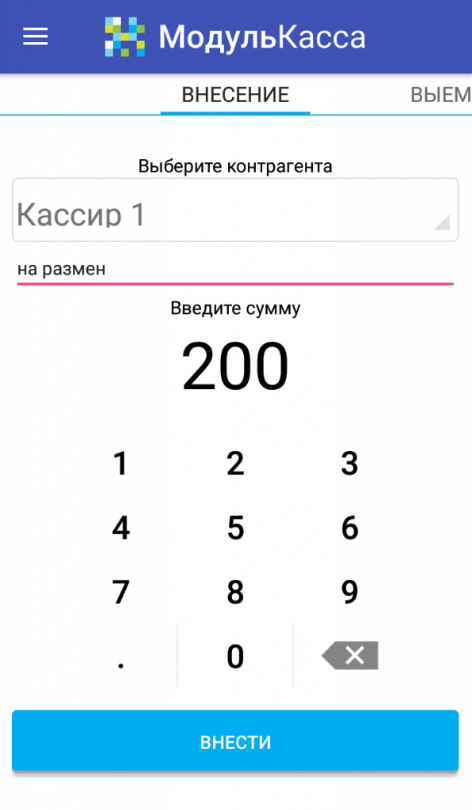 МодульКасса
ВНЕСЕНИЕ ВЫЕМ
Выберите контрагента
Кассир 1
на размен
Введите сумму
200
1 2 3
4 5 6
7 8 9
. 0
ВНЕСТИ